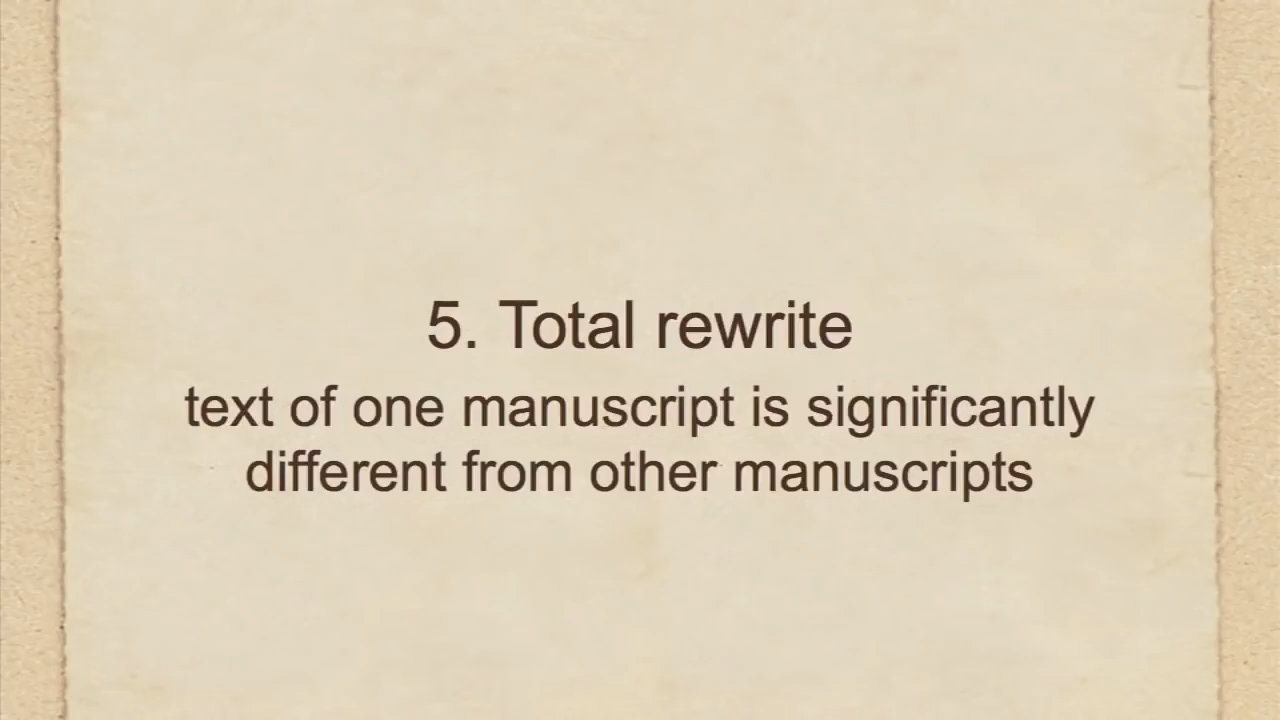 5. Total rewrite
text of one manuscript is significantly
different from other manuscripts